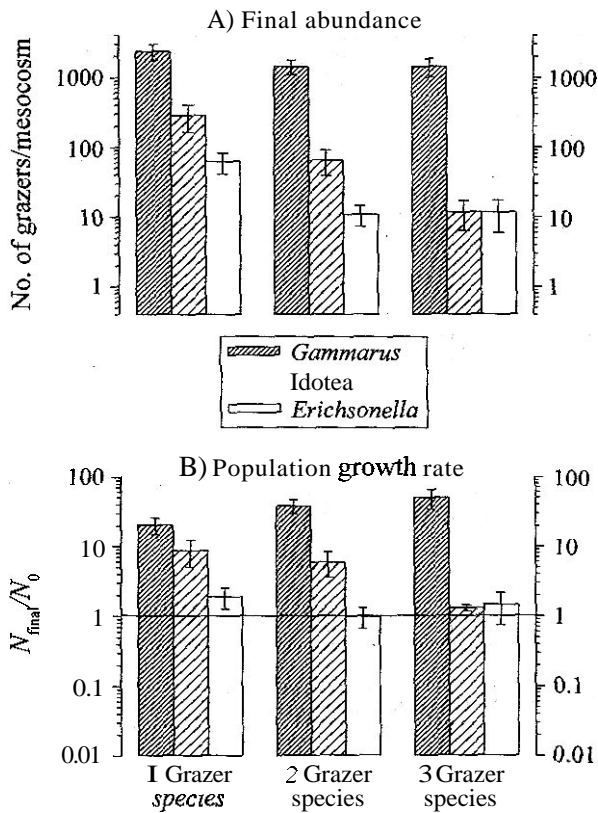 A) Final abundance
No. of grazers/mesocosm
1000
100
10
1
1000
100
10
1
Gammarus
Idotea
Erichsonella
B) Population growth rate
N_final/N_0
100
10
1
0.1
0.01
100
10
1
0.1
0.01
I Grazer
species
2 Grazer
species
3 Grazer
species